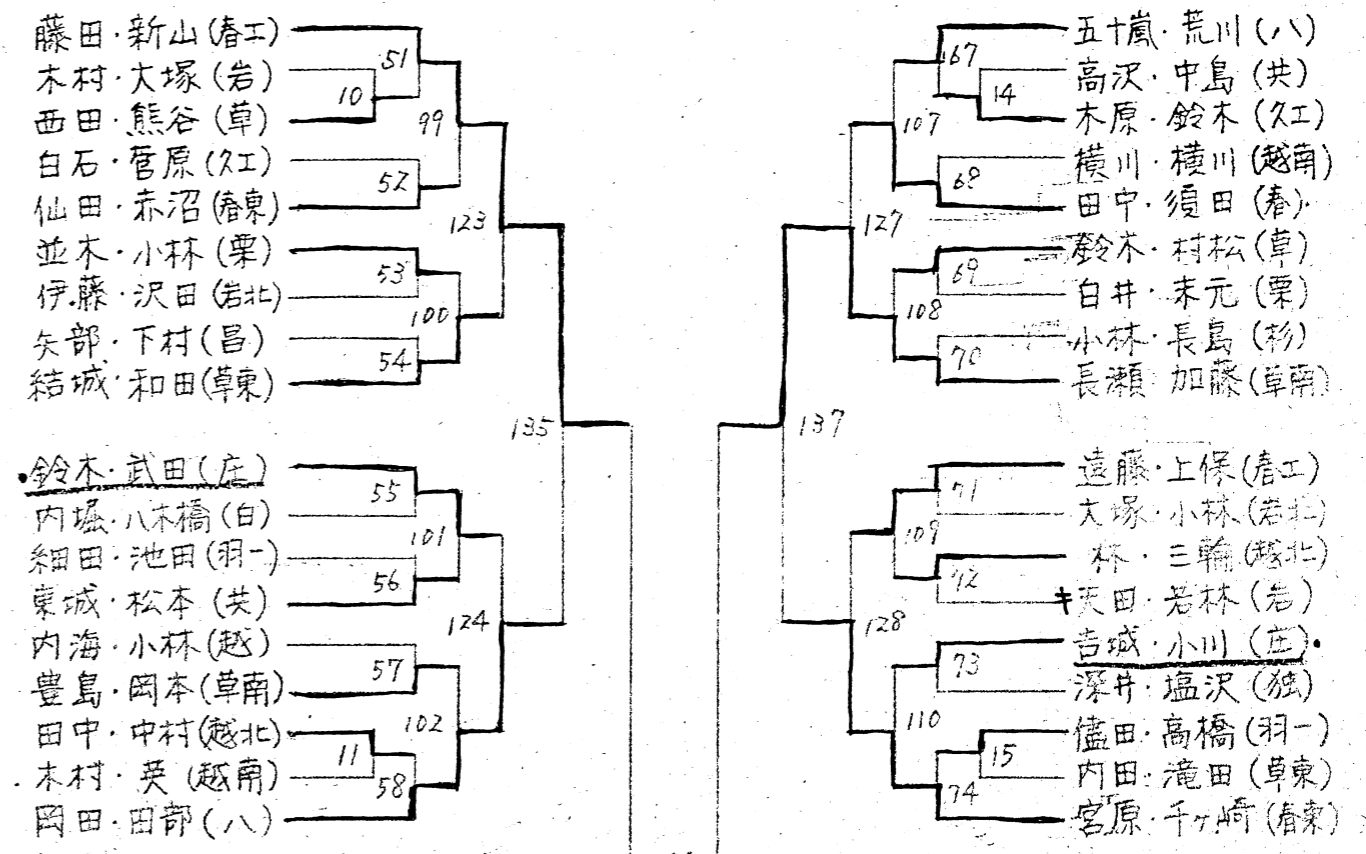 藤田・新山(春工)
木村・大塚(岩)
西田・熊谷(草)
白石・菅原(久工)
仙田・赤沼(春東)
並木・小林(栗)
伊藤・沢田(岩北)
矢部・下村(昌)
結城・和田(草東)
鈴木・武田(庄)
内堀・八木橋(白)
細田・池田(羽一)
東城・松本(共)
内海・小林(越)
豊島・岡本(草南)
田中・中村(越北)
木村・英(越南)
岡田・田部(八)
51
10
99
52
123
53
100
54
135
55
101
56
124
57
102
11
58
67
14
107
68
127
69
108
70
137
71
109
72
128
73
110
15
74
五十嵐・荒川(八)
高沢・中島(共)
木原・鈴木(久工)
横川・横川(越南)
田中・須田(春)
鈴木・村松(草)
白井・末元(栗)
小林・長島(杉)
長瀬・加藤(草南)
遠藤・上保(春工)
大塚・小林(岩北)
林・三輪(越北)
天田・若林(岩)
吉城・小川(庄)
深井・塩沢(独)
儘田・高橋(羽一)
内田・滝田(草東)
宮原・千ヶ崎(春東)